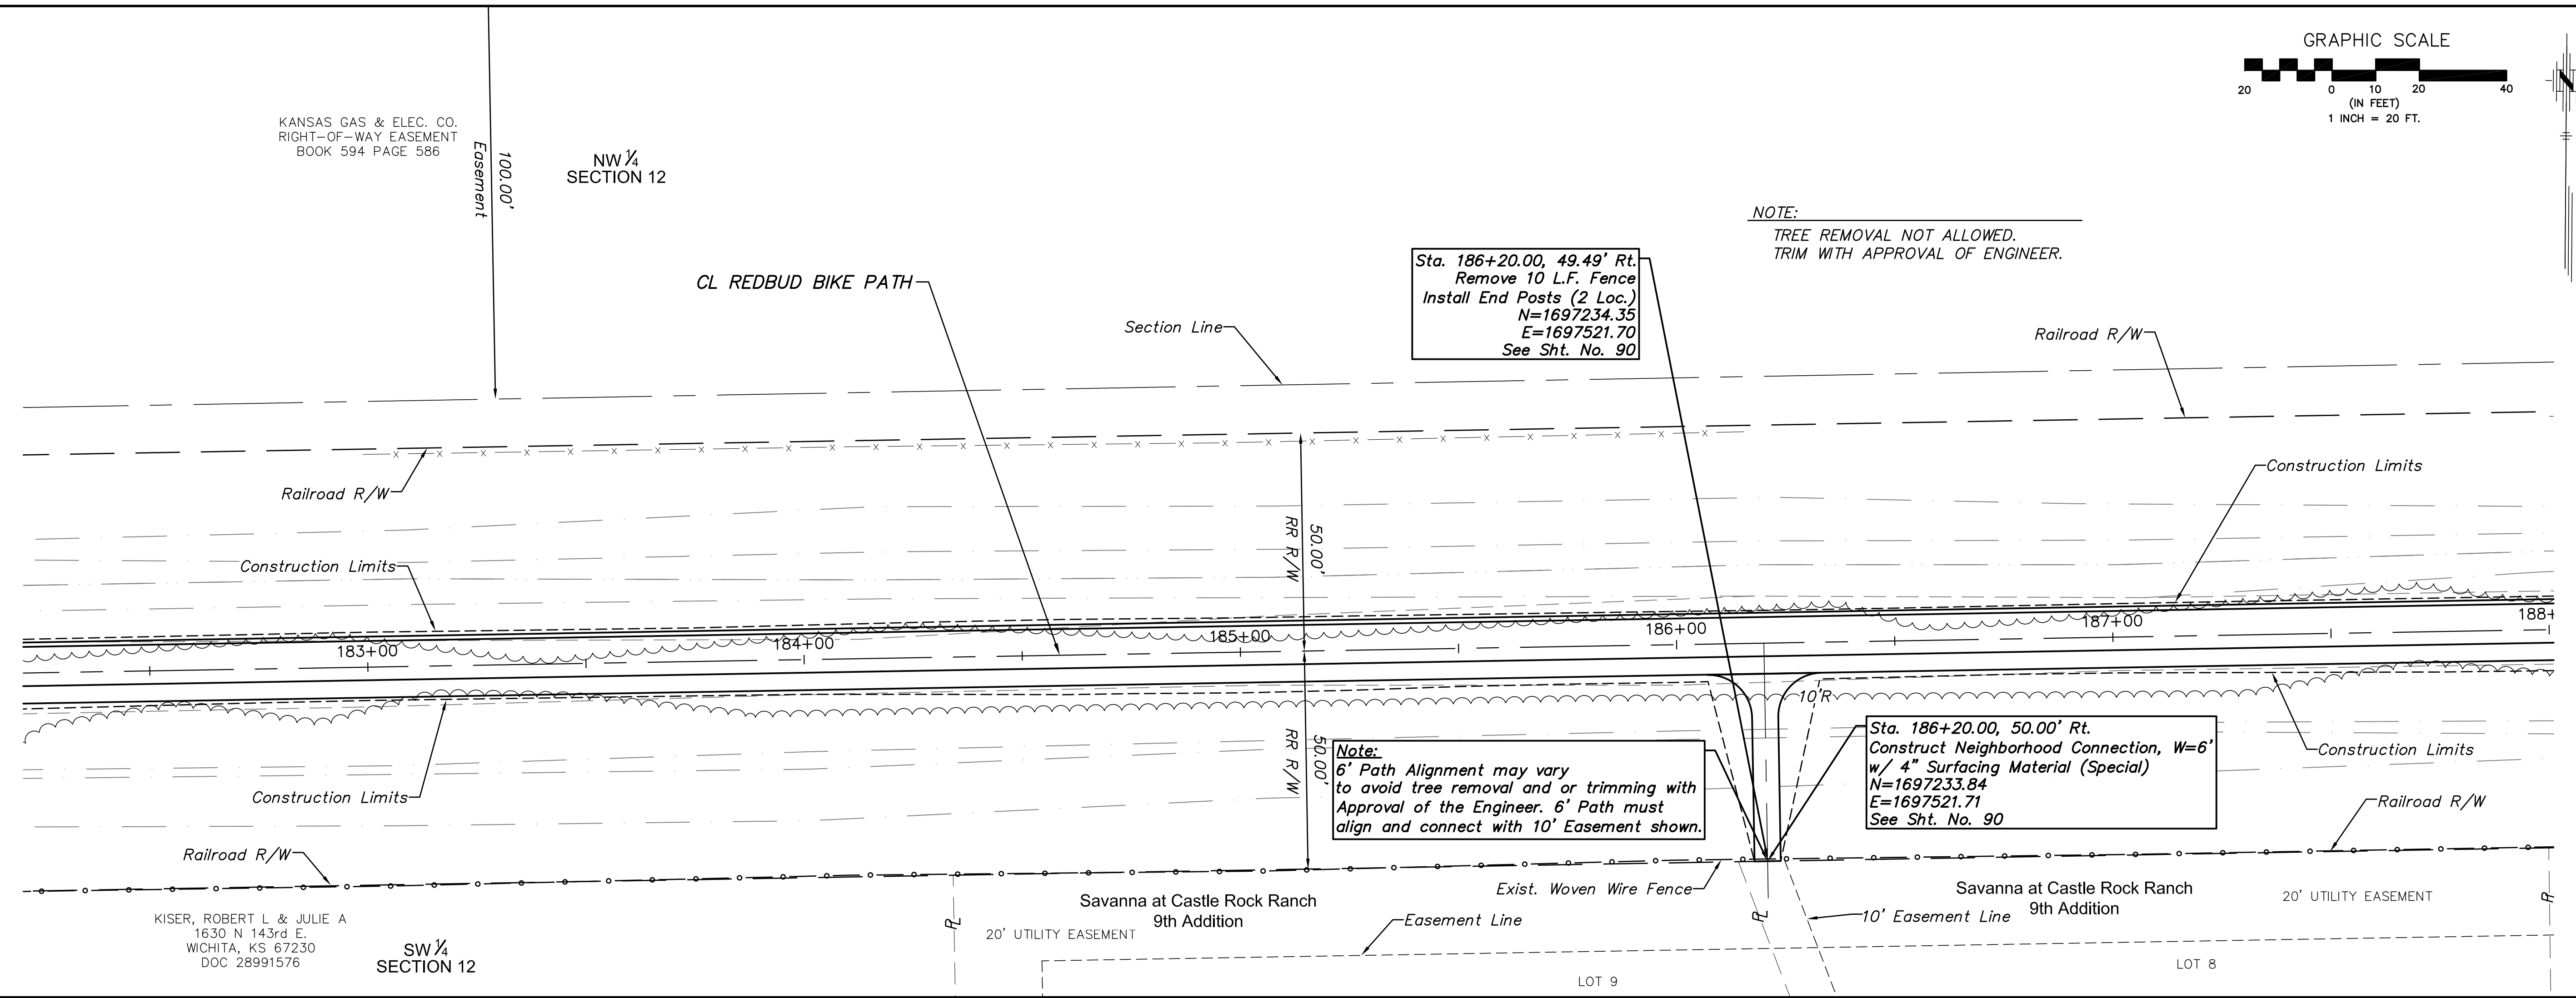 GRAPHIC SCALE
20 0 10 20 40
(IN FEET)
1 INCH = 20 FT.
N
KANSAS GAS & ELEC. CO.
RIGHT-OF-WAY EASEMENT
BOOK 594 PAGE 586
100.00'
Easement
NW 1/4
SECTION 12
NOTE:
TREE REMOVAL NOT ALLOWED.
TRIM WITH APPROVAL OF ENGINEER.
CL REDBUD BIKE PATH
Section Line
Sta. 186+20.00, 49.49' Rt.
Remove 10 L.F. Fence
Install End Posts (2 Loc.)
N=1697234.35
E=1697521.70
See Sht. No. 90
Railroad R/W
Railroad R/W
Construction Limits
Construction Limits
50.00'
RR R/W
183+00
184+00
185+00
186+00
187+00
188+
10'R
50.00'
RR R/W
Note:
6' Path Alignment may vary
to avoid tree removal and or trimming with
Approval of the Engineer. 6' Path must
align and connect with 10' Easement shown.
Sta. 186+20.00, 50.00' Rt.
Construct Neighborhood Connection, W=6'
w/ 4" Surfacing Material (Special)
N=1697233.84
E=1697521.71
See Sht. No. 90
Construction Limits
Construction Limits
Railroad R/W
Railroad R/W
KISER, ROBERT L & JULIE A
1630 N 143rd E.
WICHITA, KS 67230
DOC 28991576
SW 1/4
SECTION 12
PL
20' UTILITY EASEMENT
Savanna at Castle Rock Ranch
9th Addition
Easement Line
Exist. Woven Wire Fence
LOT 9
PL
10' Easement Line
Savanna at Castle Rock Ranch
9th Addition
20' UTILITY EASEMENT
LOT 8
PL